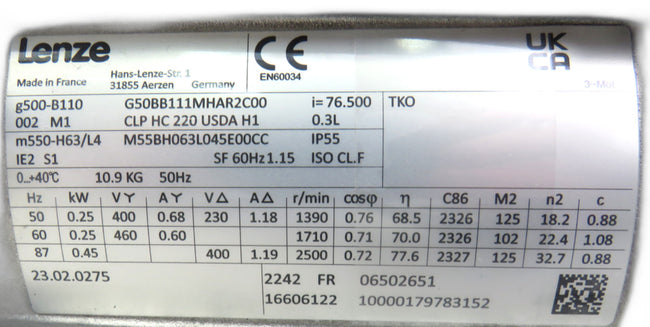 Lenze
CE
UK
CA
EN60034
Made in France
Hans-Lenze-Str. 1
31855 Aerzen Germany
3~Mot.
g500-B110 G50BB111MHAR2C00 i= 76.500 TKO
002 M1 CLP HC 220 USDA H1 0.3L
m550-H63/L4 M55BH063L045E00CC IP55
IE2 S1 SF 60Hz 1.15 ISO CL.F
0...+40°C 10.9 KG 50Hz
Hz kW V Y A Y V Δ A Δ r/min cosφ η C86 M2 n2 c
50 0.25 400 0.68 230 1.18 1390 0.76 68.5 2326 125 18.2 0.88
60 0.25 460 0.60 1710 0.71 70.0 2326 102 22.4 1.08
87 0.45 400 1.19 2500 0.72 77.6 2327 125 32.7 0.88
23.02.0275
2242 FR 06502651
16606122 10000179783152